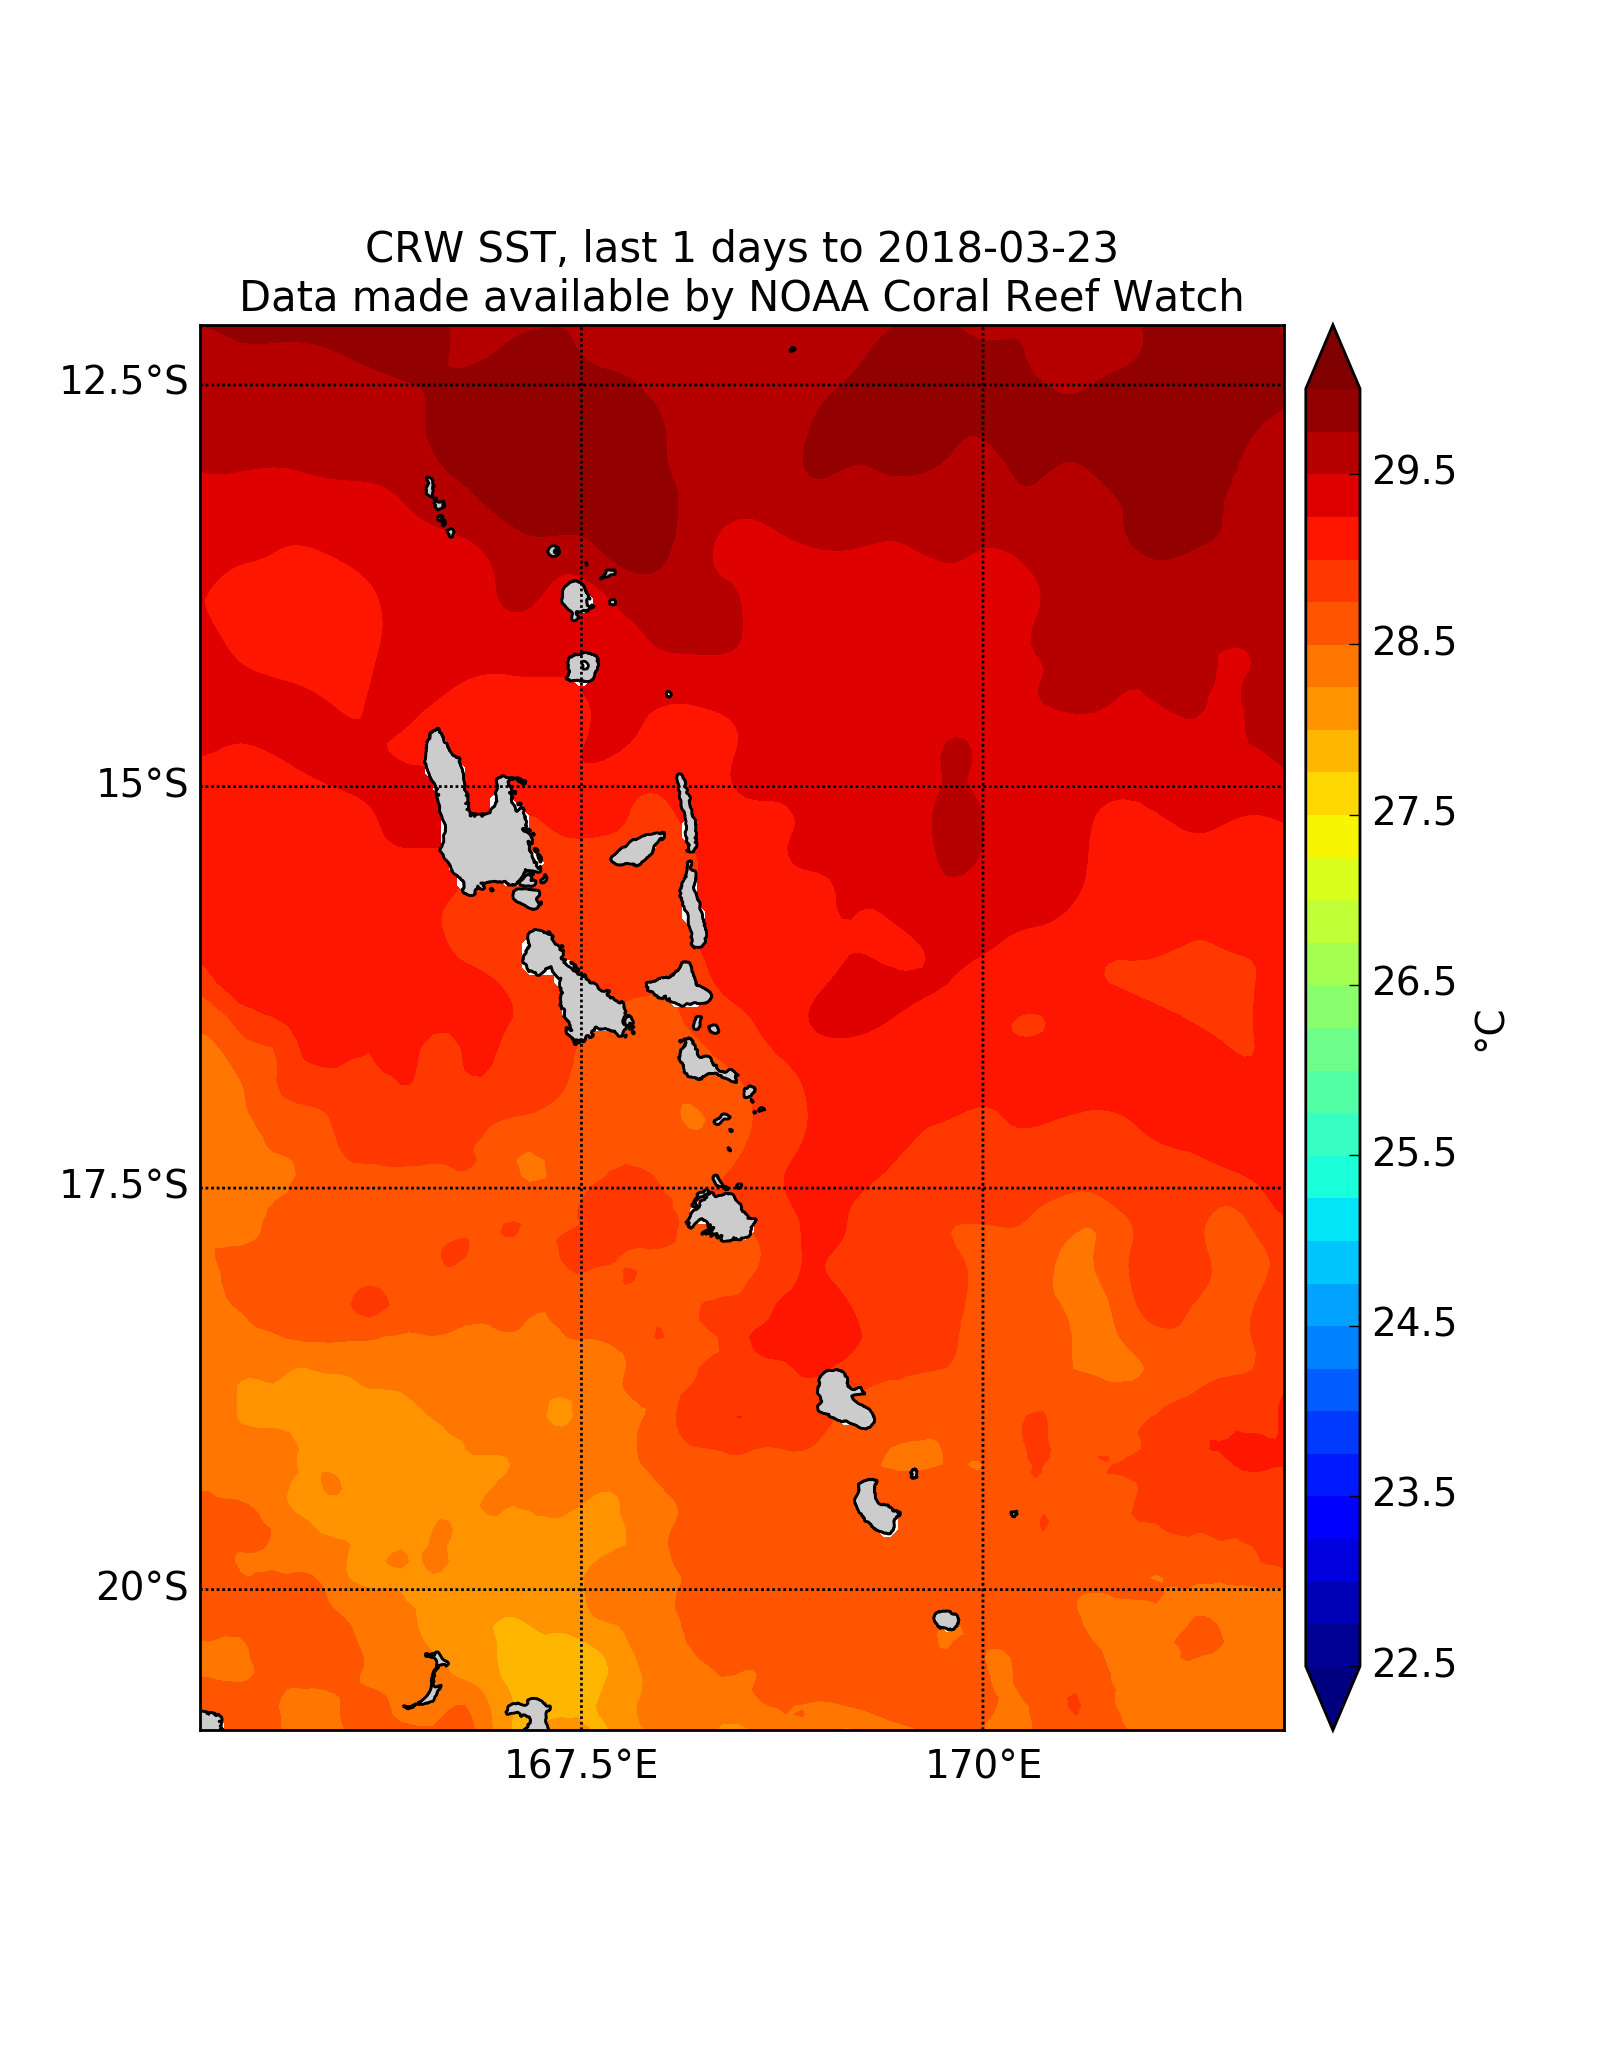 CRW SST, last 1 days to 2018-03-23
Data made available by NOAA Coral Reef Watch
12.5°S
15°S
17.5°S
20°S
167.5°E
170°E
29.5
28.5
27.5
26.5
25.5
24.5
23.5
22.5
°C